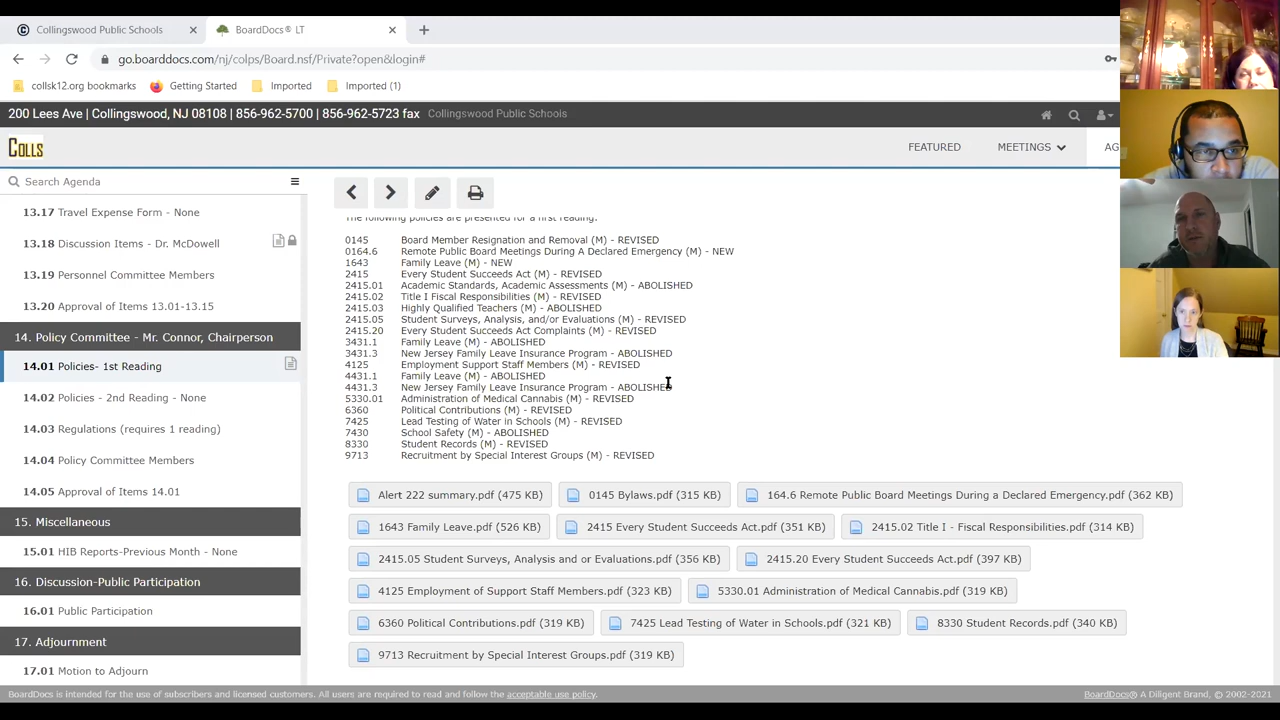 Collingswood Public Schools
BoardDocs® LT
go.boarddocs.com/nj/colps/Board.nsf/Private?open&login#
collsk12.org bookmarks Getting Started Imported Imported (1)
200 Lees Ave | Collingswood, NJ 08108 | 856-962-5700 | 856-962-5723 fax Collingswood Public Schools
COLLS
FEATURED MEETINGS AG
Search Agenda
13.17 Travel Expense Form - None
13.18 Discussion Items - Dr. McDowell
13.19 Personnel Committee Members
13.20 Approval of Items 13.01-13.15
14. Policy Committee - Mr. Connor, Chairperson
14.01 Policies- 1st Reading
14.02 Policies - 2nd Reading - None
14.03 Regulations (requires 1 reading)
14.04 Policy Committee Members
14.05 Approval of Items 14.01
15. Miscellaneous
15.01 HIB Reports-Previous Month - None
16. Discussion-Public Participation
16.01 Public Participation
17. Adjournment
17.01 Motion to Adjourn
The following policies are presented for a first reading:
0145 Board Member Resignation and Removal (M) - REVISED
0164.6 Remote Public Board Meetings During A Declared Emergency (M) - NEW
1643 Family Leave (M) - NEW
2415 Every Student Succeeds Act (M) - REVISED
2415.01 Academic Standards, Academic Assessments (M) - ABOLISHED
2415.02 Title I Fiscal Responsibilities (M) - REVISED
2415.03 Highly Qualified Teachers (M) - ABOLISHED
2415.05 Student Surveys, Analysis, and/or Evaluations (M) - REVISED
2415.20 Every Student Succeeds Act Complaints (M) - REVISED
3431.1 Family Leave (M) - ABOLISHED
3431.3 New Jersey Family Leave Insurance Program - ABOLISHED
4125 Employment Support Staff Members (M) - REVISED
4431.1 Family Leave (M) - ABOLISHED
4431.3 New Jersey Family Leave Insurance Program - ABOLISHED
5330.01 Administration of Medical Cannabis (M) - REVISED
6360 Political Contributions (M) - REVISED
7425 Lead Testing of Water in Schools (M) - REVISED
7430 School Safety (M) - ABOLISHED
8330 Student Records (M) - REVISED
9713 Recruitment by Special Interest Groups (M) - REVISED
Alert 222 summary.pdf (475 KB) 0145 Bylaws.pdf (315 KB) 164.6 Remote Public Board Meetings During a Declared Emergency.pdf (362 KB)
1643 Family Leave.pdf (526 KB) 2415 Every Student Succeeds Act.pdf (351 KB) 2415.02 Title I - Fiscal Responsibilities.pdf (314 KB)
2415.05 Student Surveys, Analysis and or Evaluations.pdf (356 KB) 2415.20 Every Student Succeeds Act.pdf (397 KB)
4125 Employment of Support Staff Members.pdf (323 KB) 5330.01 Administration of Medical Cannabis.pdf (319 KB)
6360 Political Contributions.pdf (319 KB) 7425 Lead Testing of Water in Schools.pdf (321 KB) 8330 Student Records.pdf (340 KB)
9713 Recruitment by Special Interest Groups.pdf (319 KB)
BoardDocs is intended for the use of subscribers and licensed customers. All users are required to read and follow the acceptable use policy. BoardDocs® A Diligent Brand, © 2002-2021